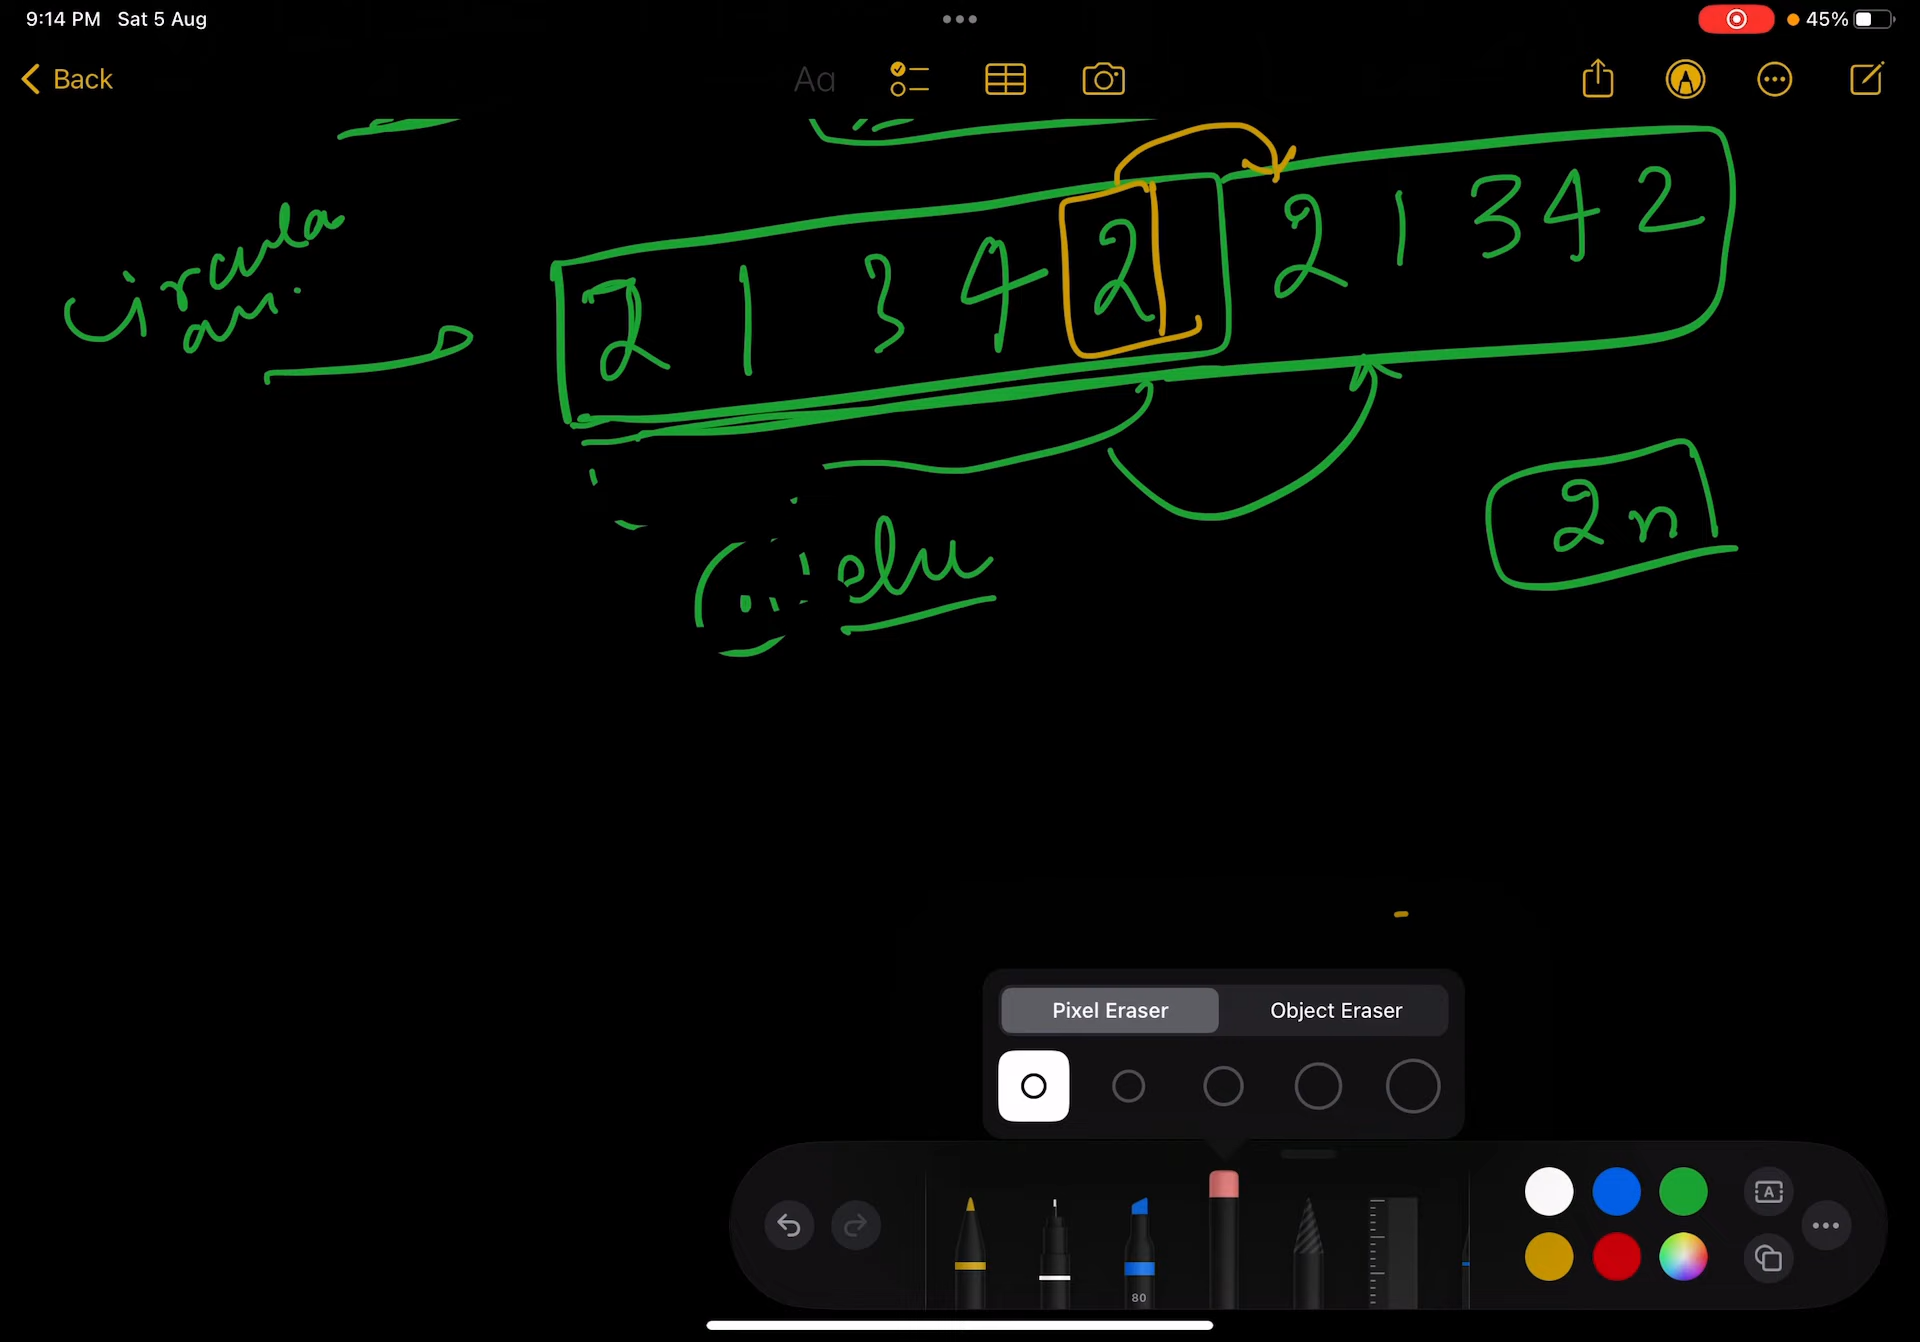 9:14 PM Sat 5 Aug
45%
Back
Aa
circula
arr.
2 1 3 4 2 2 1 3 4 2
2n
Pixel Eraser
Object Eraser
80
A